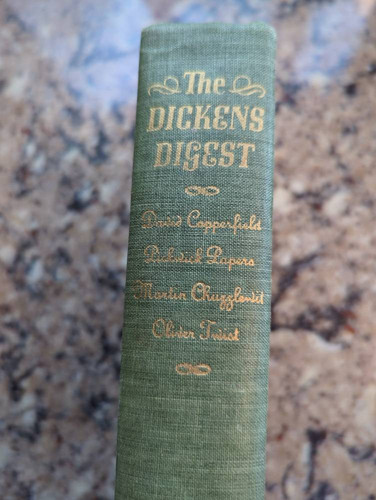 The
DICKENS
DIGEST
David Copperfield
Pickwick Papers
Martin Chuzzlewit
Oliver Twist